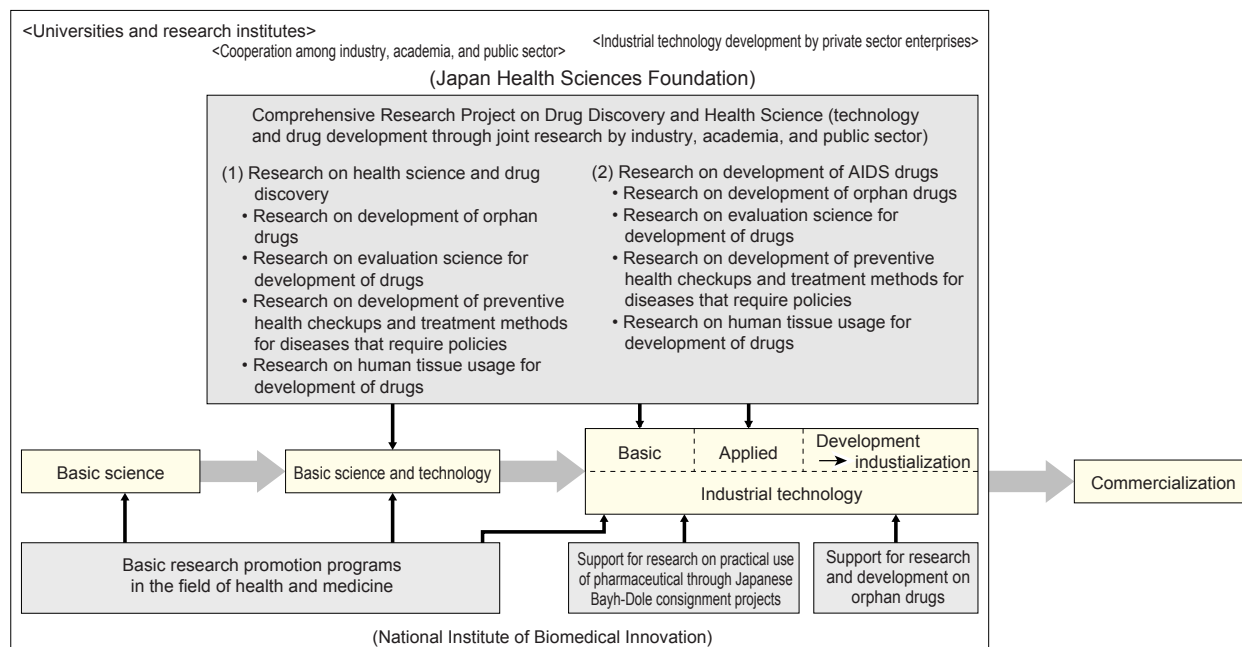 <Universities and research institutes>
<Cooperation among industry, academia, and public sector>
<Industrial technology development by private sector enterprises>
(Japan Health Sciences Foundation)
Comprehensive Research Project on Drug Discovery and Health Science (technology
and drug development through joint research by industry, academia, and public sector)
(1) Research on health science and drug
discovery
• Research on development of orphan
drugs
• Research on evaluation science for
development of drugs
• Research on development of preventive
health checkups and treatment methods
for diseases that require policies
• Research on human tissue usage for
development of drugs
(2) Research on development of AIDS drugs
• Research on development of orphan drugs
• Research on evaluation science for
development of drugs
• Research on development of preventive
health checkups and treatment methods for
diseases that require policies
• Research on human tissue usage for
development of drugs
Basic science
Basic science and technology
Basic
Applied
Development
→ industialization
Industrial technology
Commercialization
Basic research promotion programs
in the field of health and medicine
Support for research on practical use
of pharmaceutical through Japanese
Bayh-Dole consignment projects
Support for research
and development on
orphan drugs
(National Institute of Biomedical Innovation)